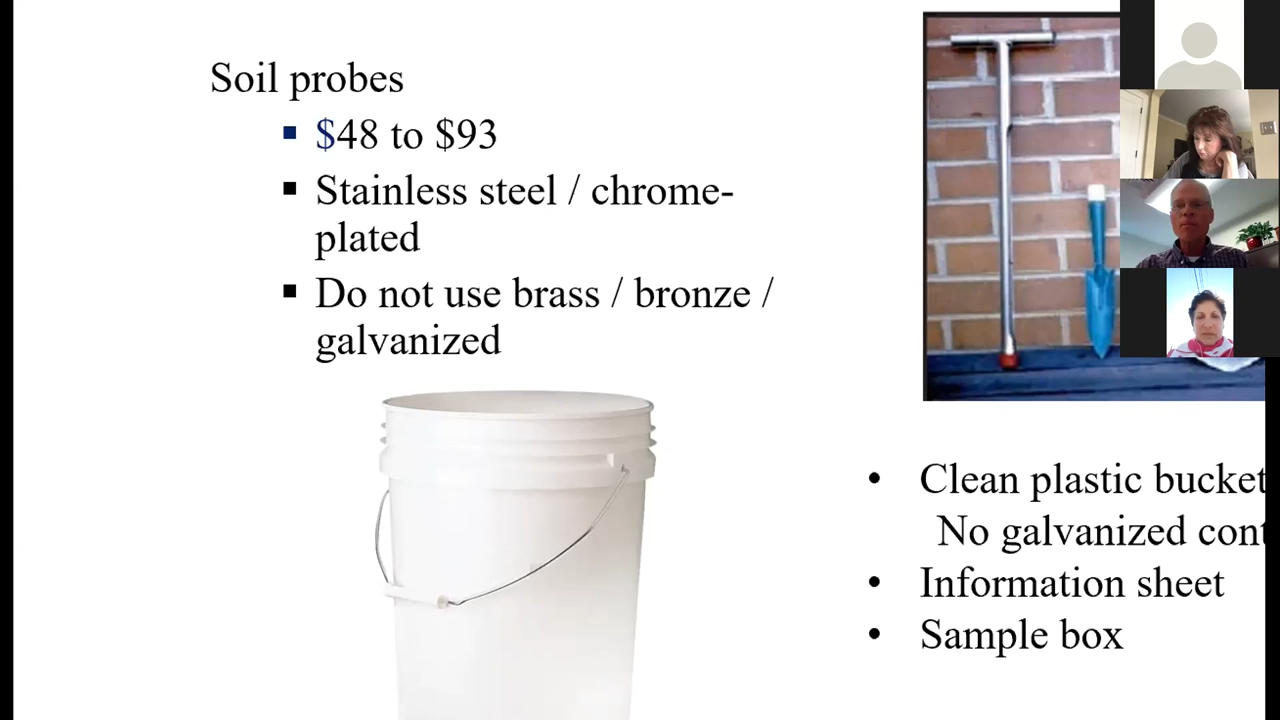 Soil probes
$48 to $93
Stainless steel / chrome-
plated
Do not use brass / bronze /
galvanized
Clean plastic bucket
No galvanized cont
Information sheet
Sample box